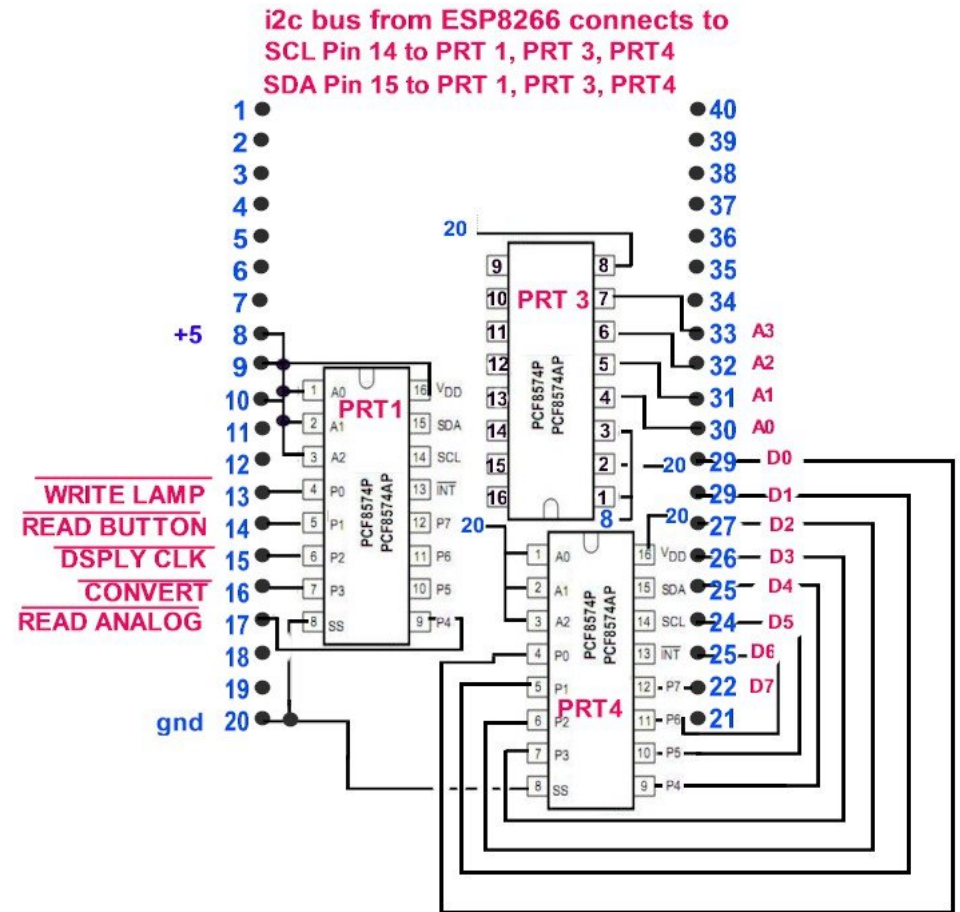 i2c bus from ESP8266 connects to
SCL Pin 14 to PRT 1, PRT 3, PRT4
SDA Pin 15 to PRT 1, PRT 3, PRT4
1
2
3
4
5
6
7
+5 8
9
10
11
12
WRITE LAMP 13
READ BUTTON 14
DSPLY CLK 15
CONVERT 16
READ ANALOG 17
18
19
gnd 20
PRT1
PCF8574P
PCF8574AP
1 A0
2 A1
3 A2
4 P0
5 P1
6 P2
7 P3
8 SS
16 VDD
15 SDA
14 SCL
13 INT
12 P7
11 P6
10 P5
9 P4
20
PRT 3
PCF8574P
PCF8574AP
9
10
11
12
13
14
15
16
8
7
6
5
4
3
2
1
20
8
20
20
PRT4
PCF8574P
PCF8574AP
1 A0
2 A1
3 A2
4 P0
5 P1
6 P2
7 P3
8 SS
16 VDD
15 SDA
14 SCL
13 INT
12 P7
11 P6
10 P5
9 P4
40
39
38
37
36
35
34
33 A3
32 A2
31 A1
30 A0
29 D0
29 D1
27 D2
26 D3
25 D4
24 D5
25 D6
22 D7
21